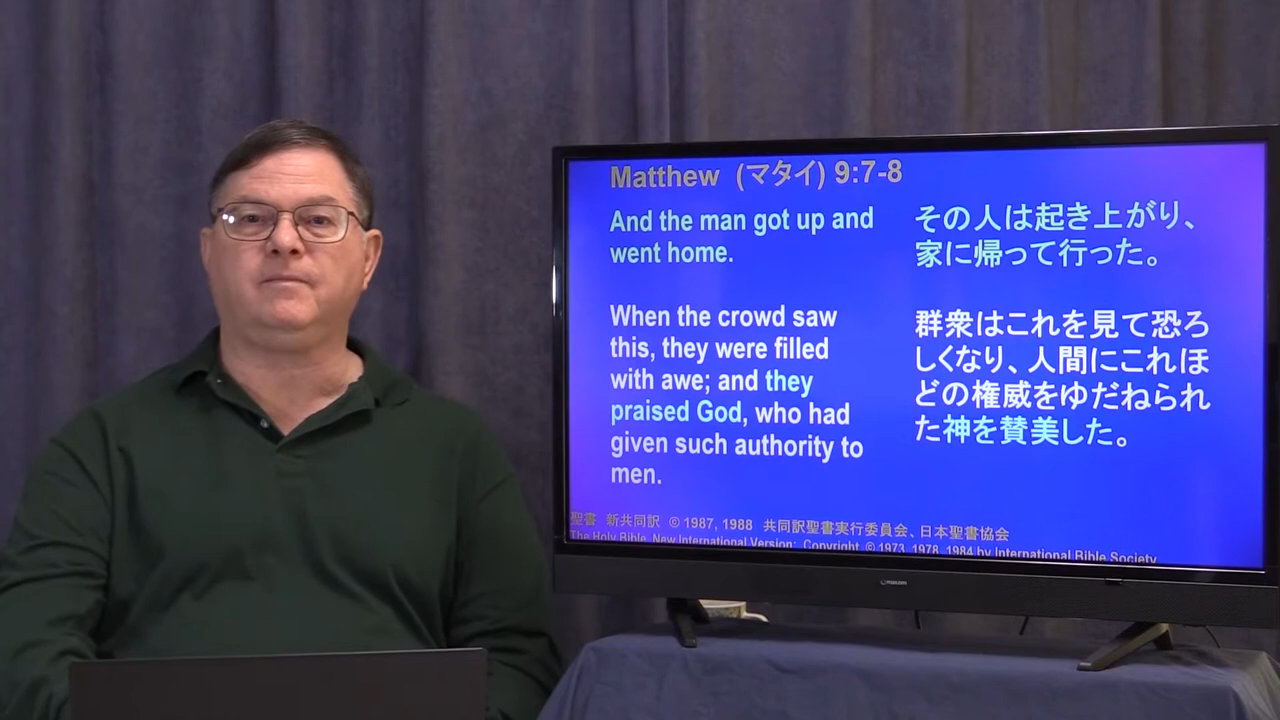 Matthew (マタイ) 9:7-8
And the man got up and
went home.
When the crowd saw
this, they were filled
with awe; and they
praised God, who had
given such authority to
men.
その人は起き上がり、
家に帰って行った。
群衆はこれを見て恐ろ
しくなり、人間にこれほ
どの権威をゆだねられ
た神を賛美した。
聖書 新共同訳 © 1987, 1988 共同訳聖書実行委員会、日本聖書協会
The Holy Bible, New International Version; Copyright © 1973, 1978, 1984 by International Bible Society